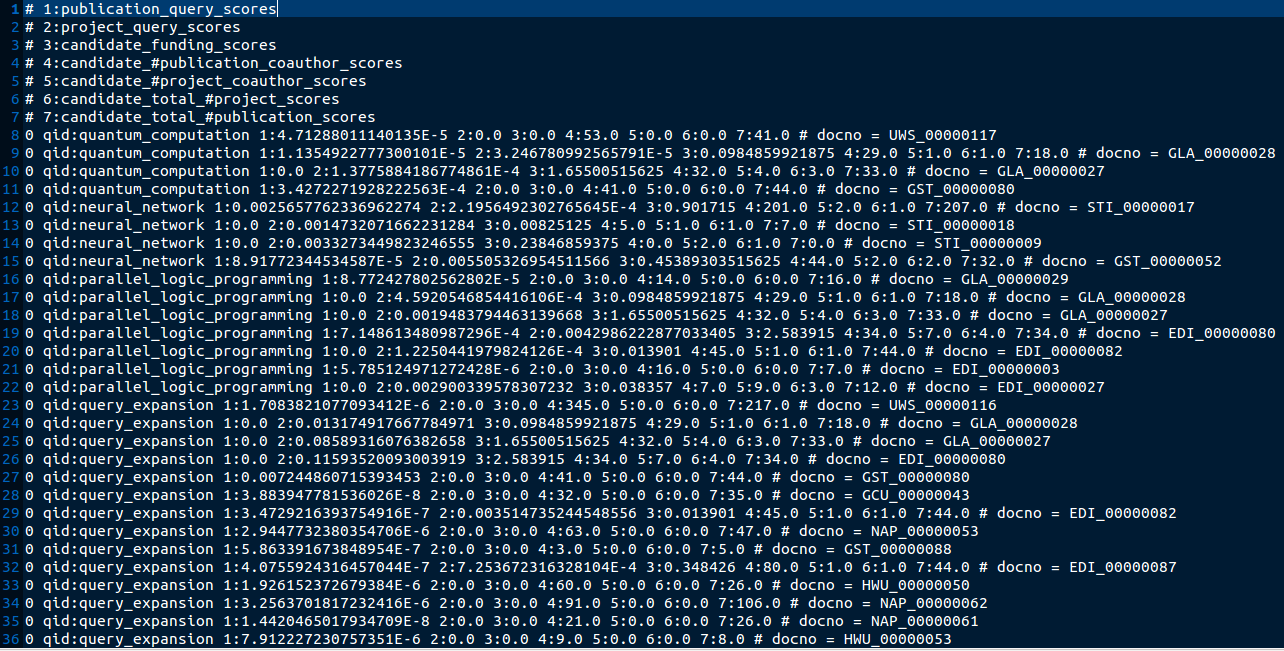 1 # 1:publication_query_scores
2 # 2:project_query_scores
3 # 3:candidate_funding_scores
4 # 4:candidate_#publication_coauthor_scores
5 # 5:candidate_#project_coauthor_scores
6 # 6:candidate_total_#project_scores
7 # 7:candidate_total_#publication_scores
8 0 qid:quantum_computation 1:4.71288011140135E-5 2:0.0 3:0.0 4:53.0 5:0.0 6:0.0 7:41.0 # docno = UWS_00000117
9 0 qid:quantum_computation 1:1.1354922777300101E-5 2:3.246780992565791E-5 3:0.0984859921875 4:29.0 5:1.0 6:1.0 7:18.0 # docno = GLA_00000028
10 0 qid:quantum_computation 1:0.0 2:1.3775884186774861E-4 3:1.65500515625 4:32.0 5:4.0 6:3.0 7:33.0 # docno = GLA_00000027
11 0 qid:quantum_computation 1:3.4272271928222563E-4 2:0.0 3:0.0 4:41.0 5:0.0 6:0.0 7:44.0 # docno = GST_00000080
12 0 qid:neural_network 1:0.0025657762336962274 2:2.1956492302765645E-4 3:0.901715 4:201.0 5:2.0 6:1.0 7:207.0 # docno = STI_00000017
13 0 qid:neural_network 1:0.0 2:0.0014732071662231284 3:0.00825125 4:5.0 5:1.0 6:1.0 7:7.0 # docno = STI_00000018
14 0 qid:neural_network 1:0.0 2:0.0033273449823246555 3:0.23846859375 4:0.0 5:2.0 6:1.0 7:0.0 # docno = STI_00000009
15 0 qid:neural_network 1:8.91772344534587E-5 2:0.005505326954511566 3:0.45389303515625 4:44.0 5:2.0 6:2.0 7:32.0 # docno = GST_00000052
16 0 qid:parallel_logic_programming 1:8.772427802562802E-5 2:0.0 3:0.0 4:14.0 5:0.0 6:0.0 7:16.0 # docno = GLA_00000029
17 0 qid:parallel_logic_programming 1:0.0 2:4.5920546854416106E-4 3:0.0984859921875 4:29.0 5:1.0 6:1.0 7:18.0 # docno = GLA_00000028
18 0 qid:parallel_logic_programming 1:0.0 2:0.0019483794463139668 3:1.65500515625 4:32.0 5:4.0 6:3.0 7:33.0 # docno = GLA_00000027
19 0 qid:parallel_logic_programming 1:7.148613480987296E-4 2:0.0042986222877033405 3:2.583915 4:34.0 5:7.0 6:4.0 7:34.0 # docno = EDI_00000080
20 0 qid:parallel_logic_programming 1:0.0 2:1.2250441979824126E-4 3:0.013901 4:45.0 5:1.0 6:1.0 7:44.0 # docno = EDI_00000082
21 0 qid:parallel_logic_programming 1:5.785124971272428E-6 2:0.0 3:0.0 4:16.0 5:0.0 6:0.0 7:7.0 # docno = EDI_00000003
22 0 qid:parallel_logic_programming 1:0.0 2:0.002900339578307232 3:0.038357 4:7.0 5:9.0 6:3.0 7:12.0 # docno = EDI_00000027
23 0 qid:query_expansion 1:1.7083821077093412E-6 2:0.0 3:0.0 4:345.0 5:0.0 6:0.0 7:217.0 # docno = UWS_00000116
24 0 qid:query_expansion 1:0.0 2:0.013174917667784971 3:0.0984859921875 4:29.0 5:1.0 6:1.0 7:18.0 # docno = GLA_00000028
25 0 qid:query_expansion 1:0.0 2:0.08589316076382658 3:1.65500515625 4:32.0 5:4.0 6:3.0 7:33.0 # docno = GLA_00000027
26 0 qid:query_expansion 1:0.0 2:0.11593520093003919 3:2.583915 4:34.0 5:7.0 6:4.0 7:34.0 # docno = EDI_00000080
27 0 qid:query_expansion 1:0.007244860715393453 2:0.0 3:0.0 4:41.0 5:0.0 6:0.0 7:44.0 # docno = GST_00000080
28 0 qid:query_expansion 1:3.883947781536026E-8 2:0.0 3:0.0 4:32.0 5:0.0 6:0.0 7:35.0 # docno = GCU_00000043
29 0 qid:query_expansion 1:3.4729216393754916E-7 2:0.003514735244548556 3:0.013901 4:45.0 5:1.0 6:1.0 7:44.0 # docno = EDI_00000082
30 0 qid:query_expansion 1:2.9447732380354706E-6 2:0.0 3:0.0 4:63.0 5:0.0 6:0.0 7:47.0 # docno = NAP_00000053
31 0 qid:query_expansion 1:5.863391673848954E-7 2:0.0 3:0.0 4:3.0 5:0.0 6:0.0 7:5.0 # docno = GST_00000088
32 0 qid:query_expansion 1:4.0755924316457044E-7 2:7.253672316328104E-4 3:0.348426 4:80.0 5:1.0 6:1.0 7:44.0 # docno = EDI_00000087
33 0 qid:query_expansion 1:1.926152372679384E-6 2:0.0 3:0.0 4:60.0 5:0.0 6:0.0 7:26.0 # docno = HWU_00000050
34 0 qid:query_expansion 1:3.2563701817232416E-6 2:0.0 3:0.0 4:91.0 5:0.0 6:0.0 7:106.0 # docno = NAP_00000062
35 0 qid:query_expansion 1:1.4420465017934709E-8 2:0.0 3:0.0 4:21.0 5:0.0 6:0.0 7:26.0 # docno = NAP_00000061
36 0 qid:query_expansion 1:7.912227230757351E-6 2:0.0 3:0.0 4:9.0 5:0.0 6:0.0 7:8.0 # docno = HWU_00000053